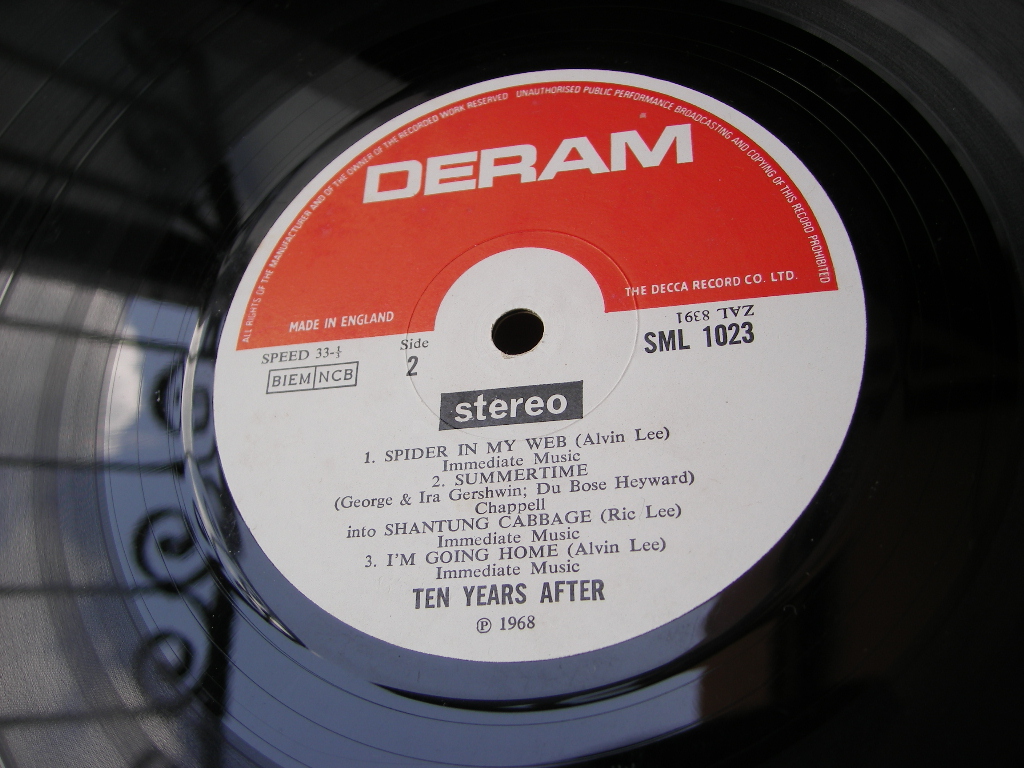 ALL RIGHTS OF THE MANUFACTURER AND OF THE OWNER OF THE RECORDED WORK RESERVED UNAUTHORISED PUBLIC PERFORMANCE BROADCASTING AND COPYING OF THIS RECORD PROHIBITED
DERAM
MADE IN ENGLAND
THE DECCA RECORD CO. LTD.
SPEED 33-⅓
BIEM NCB
Side
2
ZAL 8391
SML 1023
stereo
1. SPIDER IN MY WEB (Alvin Lee)
Immediate Music
2. SUMMERTIME
(George & Ira Gershwin; Du Bose Heyward)
Chappell
into SHANTUNG CABBAGE (Ric Lee)
Immediate Music
3. I'M GOING HOME (Alvin Lee)
Immediate Music
TEN YEARS AFTER
℗ 1968